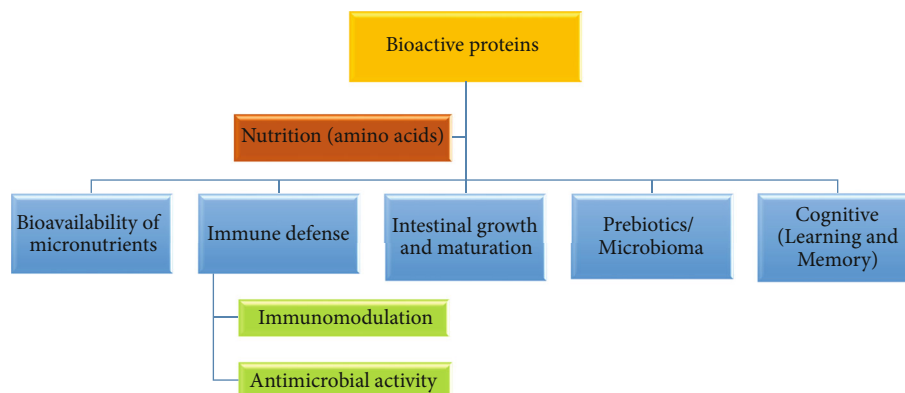 Bioactive proteins
Nutrition (amino acids)
Bioavailability of
micronutrients
Immune defense
Intestinal growth
and maturation
Prebiotics/
Microbioma
Cognitive
(Learning and
Memory)
Immunomodulation
Antimicrobial activity